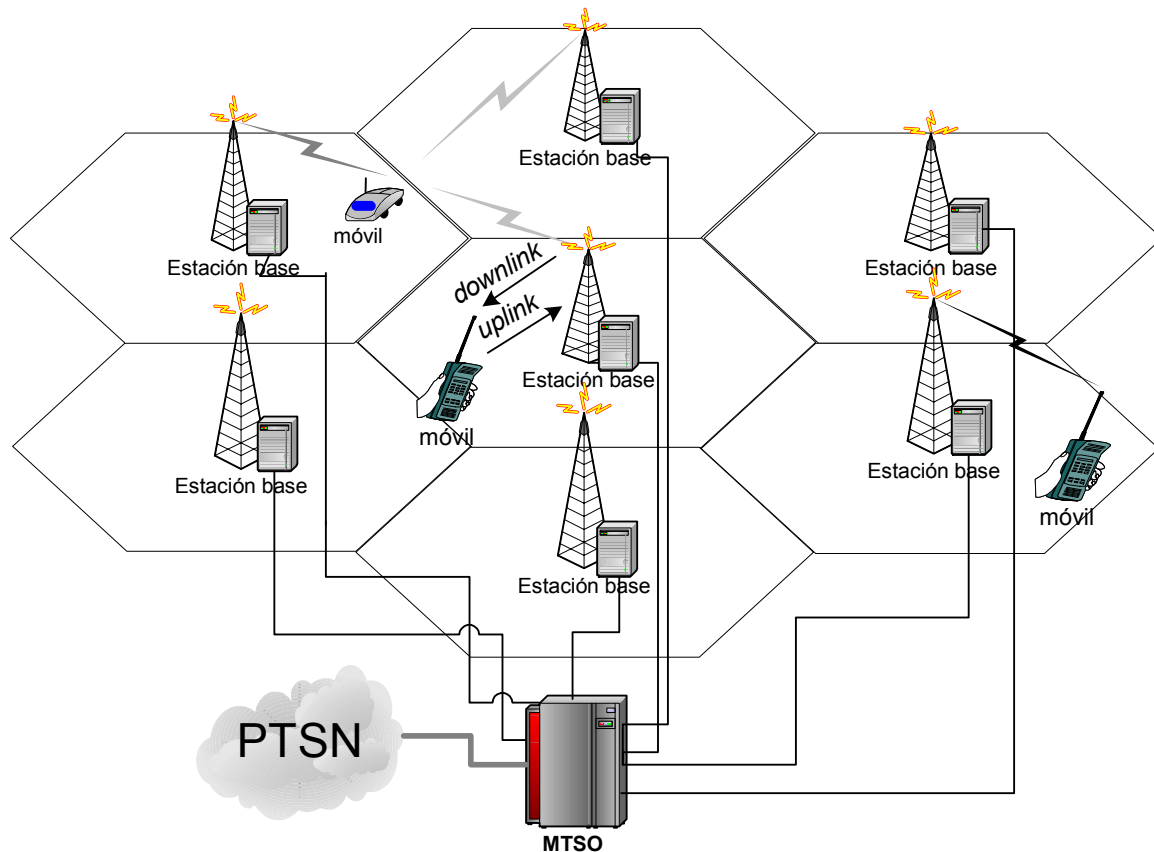 Estación base
Estación base
Estación base
móvil
Estación base
downlink
uplink
Estación base
móvil
Estación base
Estación base
móvil
Estación base
PTSN
MTSO